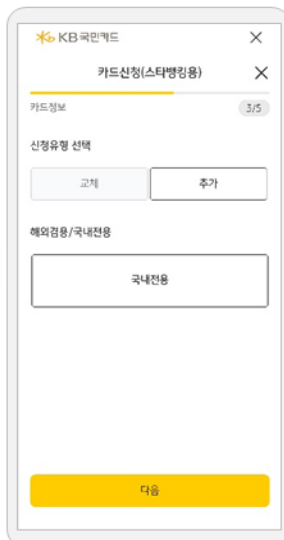 KB국민카드
카드신청(스타뱅킹용)
카드정보 3/5
신청유형 선택
교체 추가
해외겸용/국내전용
국내전용
다음